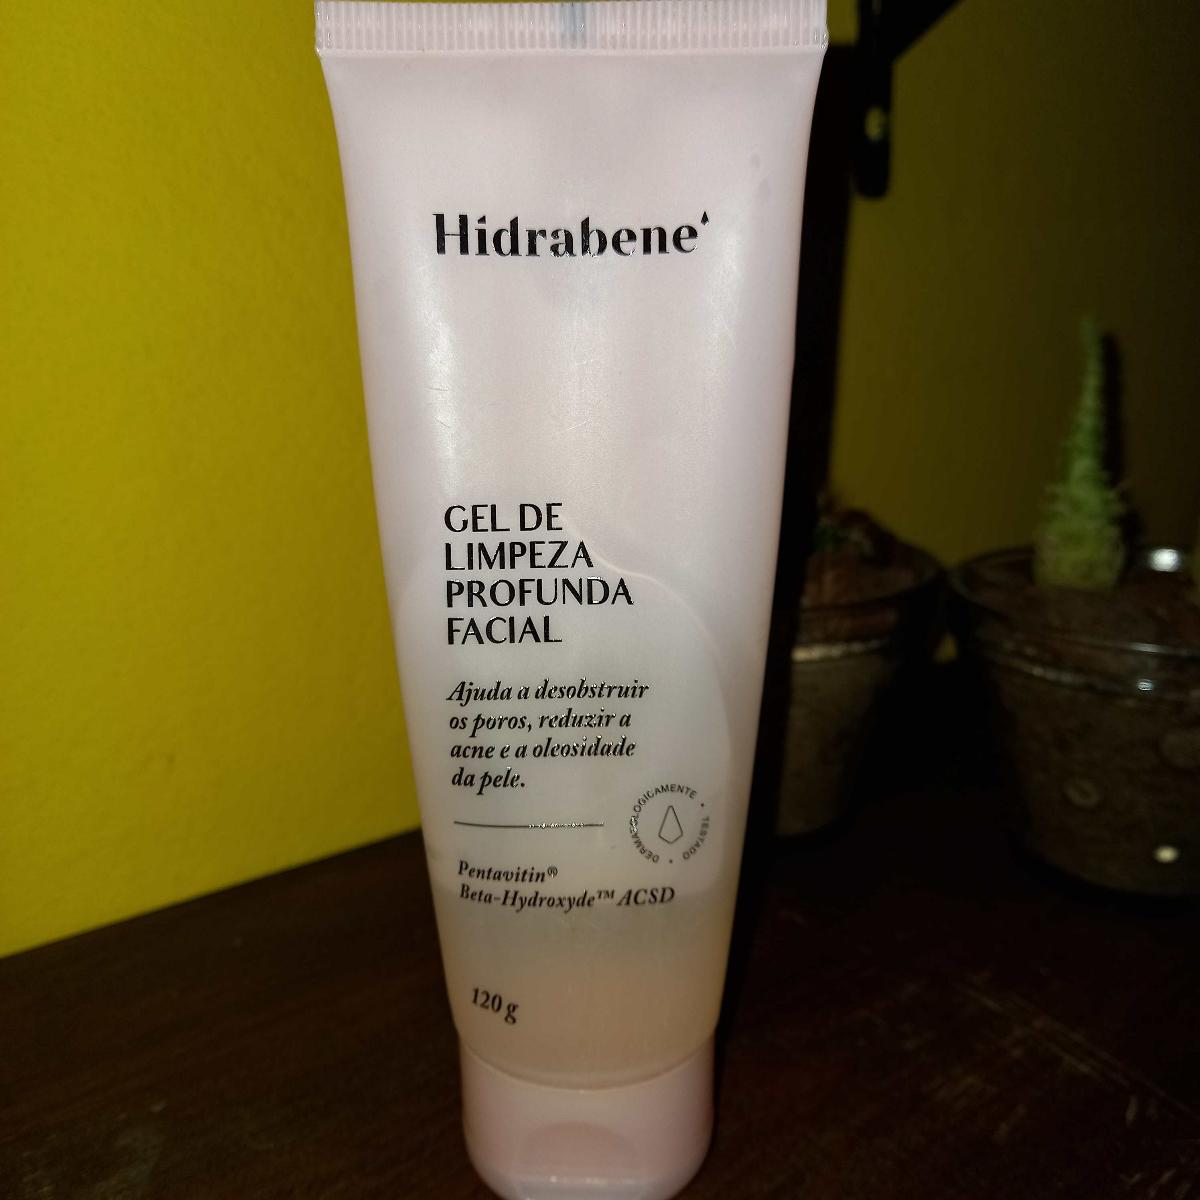 Hidrabene
GEL DE
LIMPEZA
PROFUNDA
FACIAL
Ajuda a desobstruir
os poros, reduzir a
acne e a oleosidade
da pele.
DERMATOLOGICAMENTE • TESTADO •
Pentavitin®
Beta-Hydroxyde™ ACSD
120 g